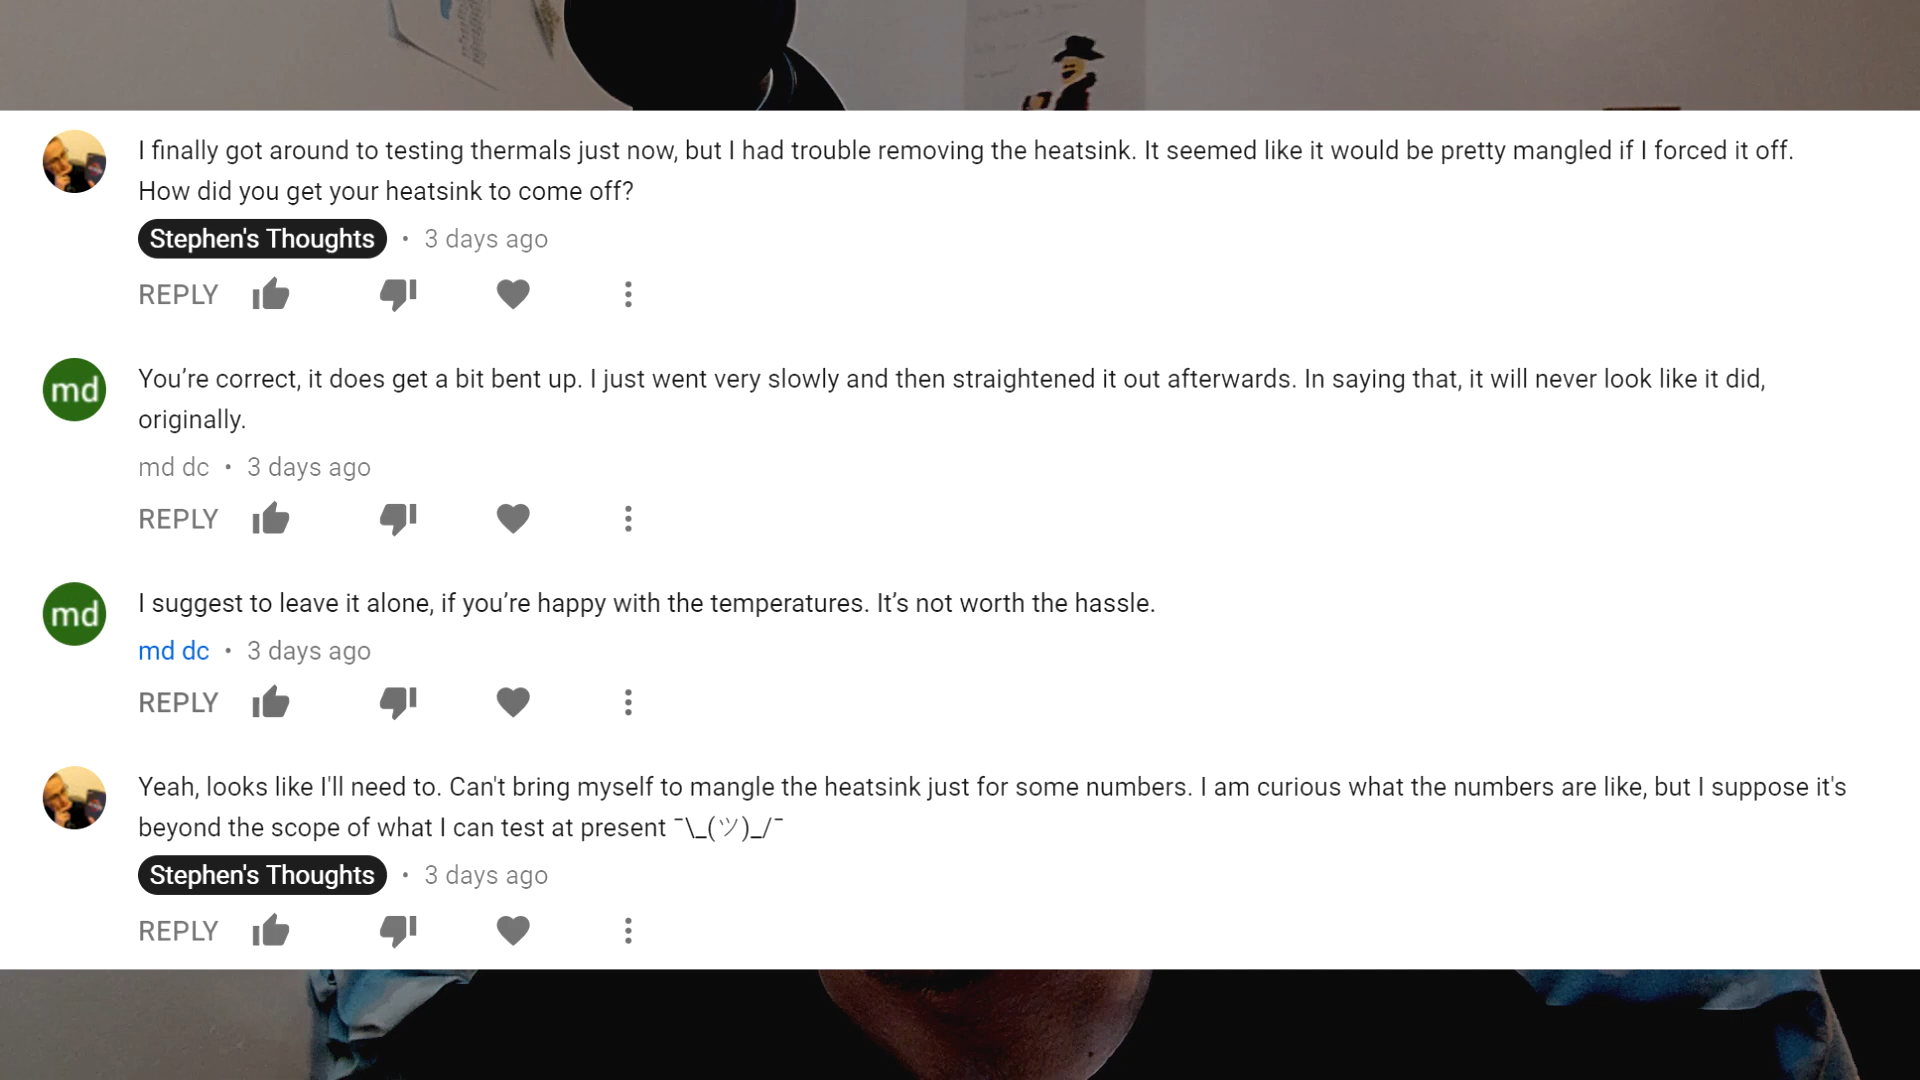 I finally got around to testing thermals just now, but I had trouble removing the heatsink. It seemed like it would be pretty mangled if I forced it off.
How did you get your heatsink to come off?
Stephen's Thoughts • 3 days ago
REPLY
md
You’re correct, it does get a bit bent up. I just went very slowly and then straightened it out afterwards. In saying that, it will never look like it did,
originally.
md dc • 3 days ago
REPLY
md
I suggest to leave it alone, if you’re happy with the temperatures. It’s not worth the hassle.
md dc • 3 days ago
REPLY
Yeah, looks like I'll need to. Can't bring myself to mangle the heatsink just for some numbers. I am curious what the numbers are like, but I suppose it's
beyond the scope of what I can test at present ¯\_(ツ)_/¯
Stephen's Thoughts • 3 days ago
REPLY